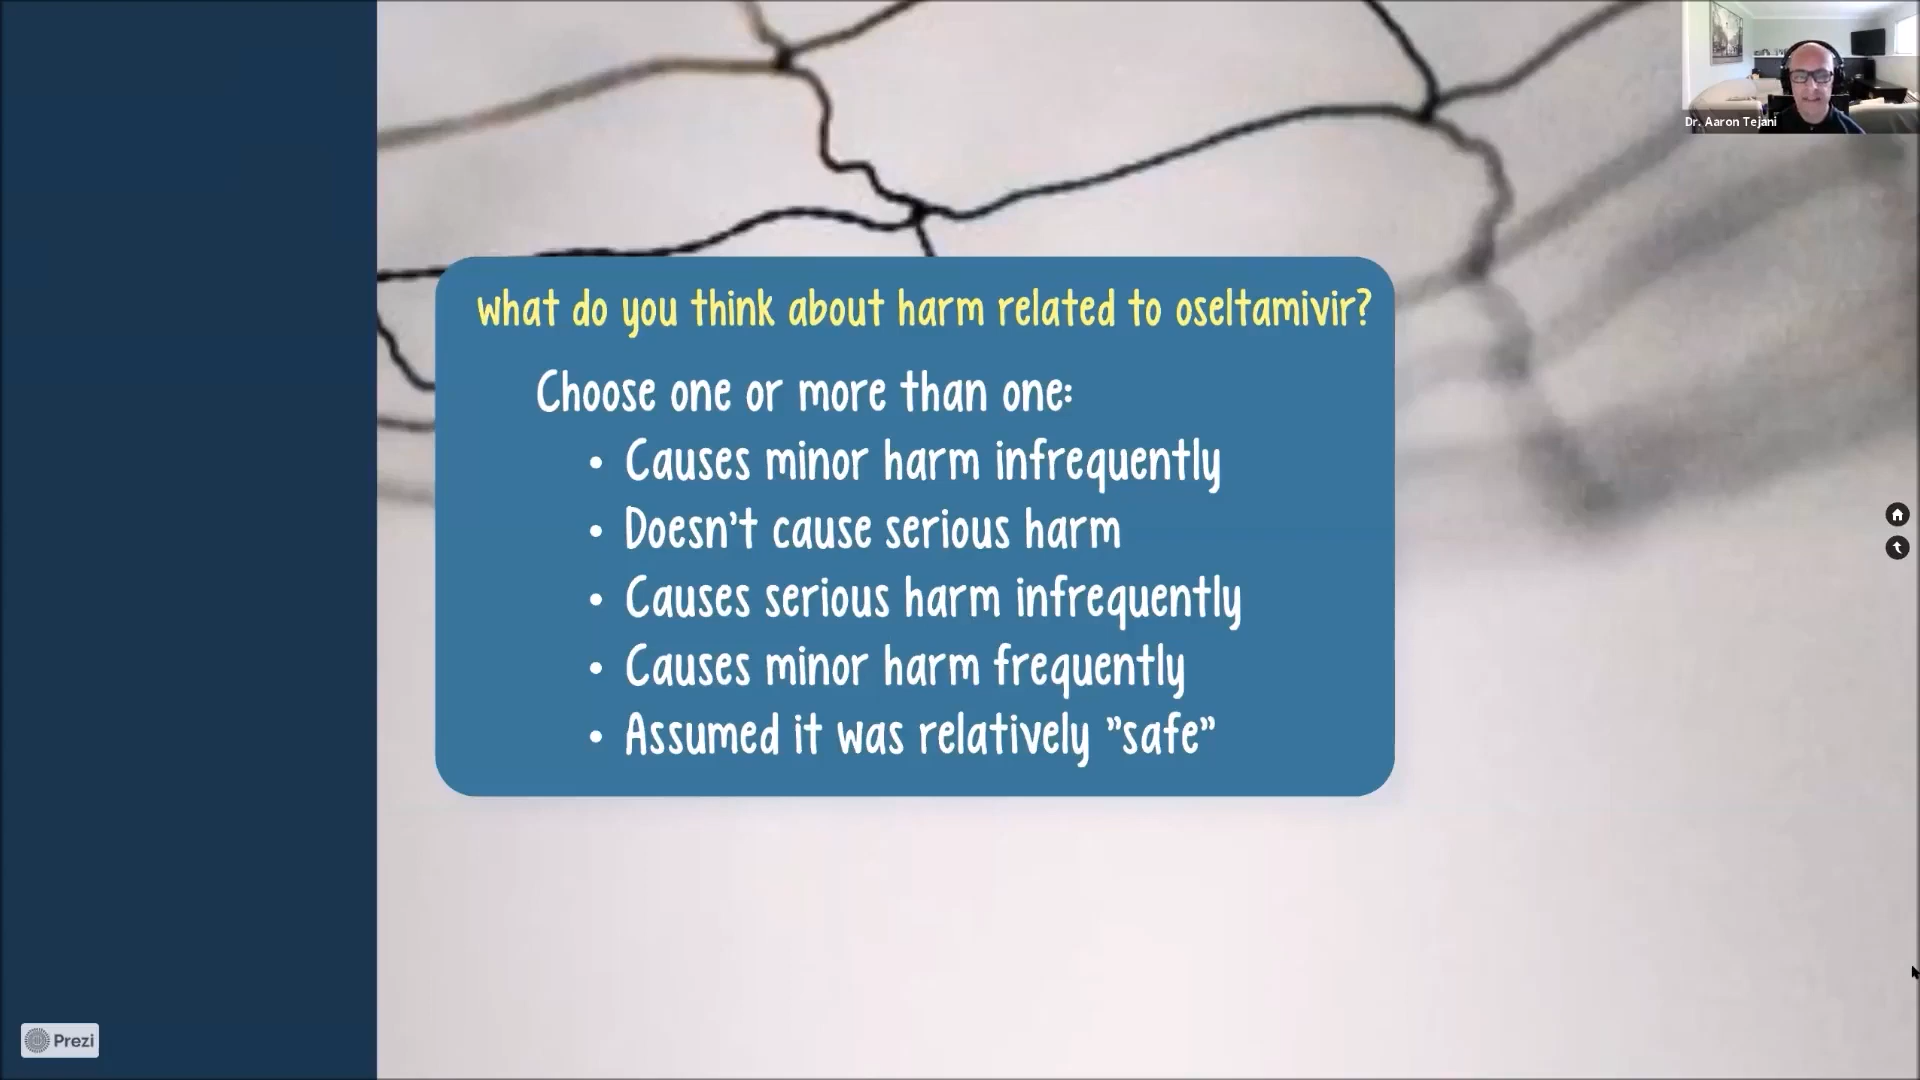 Dr. Aaron Tejani
what do you think about harm related to oseltamivir?
Choose one or more than one:
• Causes minor harm infrequently
• Doesn't cause serious harm
• Causes serious harm infrequently
• Causes minor harm frequently
• Assumed it was relatively "safe"
Prezi